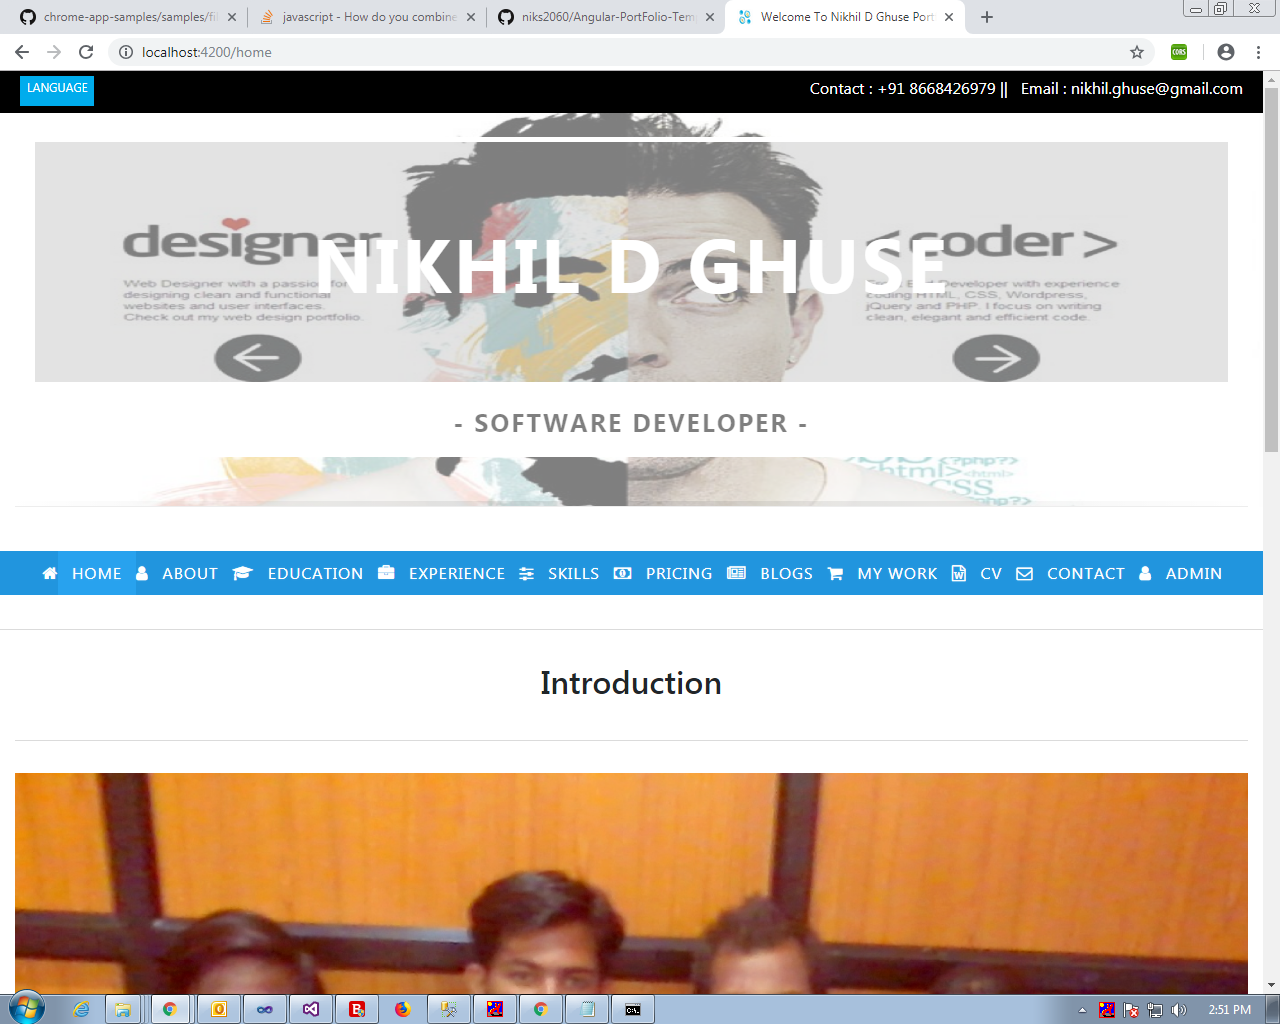 chrome-app-samples/samples/fil
javascript - How do you combine
niks2060/Angular-PortFolio-Tem
Welcome To Nikhil D Ghuse Port
localhost:4200/home
CORS
LANGUAGE
Contact : +91 8668426979 || Email : nikhil.ghuse@gmail.com
designer
<coder>
NIKHIL D GHUSE
Web Designer with a passion for
designing clean and functional
websites and user interfaces.
Check out my web design portfolio.
Developer with experience
coding HTML, CSS, Wordpress,
jQuery and PHP. I focus on writing
clean, elegant and efficient code.
- SOFTWARE DEVELOPER -
<?php?>
<html>
<html>
CSS
<?php?>
HOME
ABOUT
EDUCATION
EXPERIENCE
SKILLS
PRICING
BLOGS
MY WORK
CV
CONTACT
ADMIN
Introduction
2:51 PM